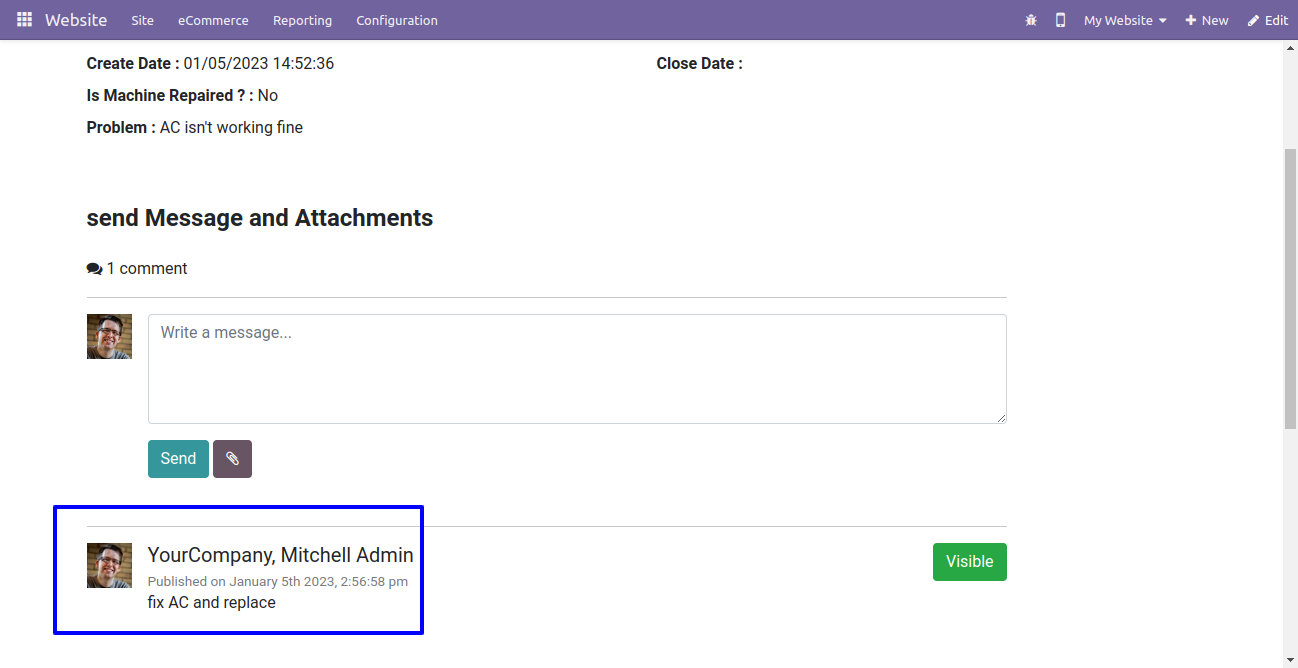 Website Site eCommerce Reporting Configuration My Website New Edit
Create Date : 01/05/2023 14:52:36 Close Date :
Is Machine Repaired ? : No
Problem : AC isn't working fine
send Message and Attachments
1 comment
Write a message...
Send
YourCompany, Mitchell Admin
Visible
Published on January 5th 2023, 2:56:58 pm
fix AC and replace